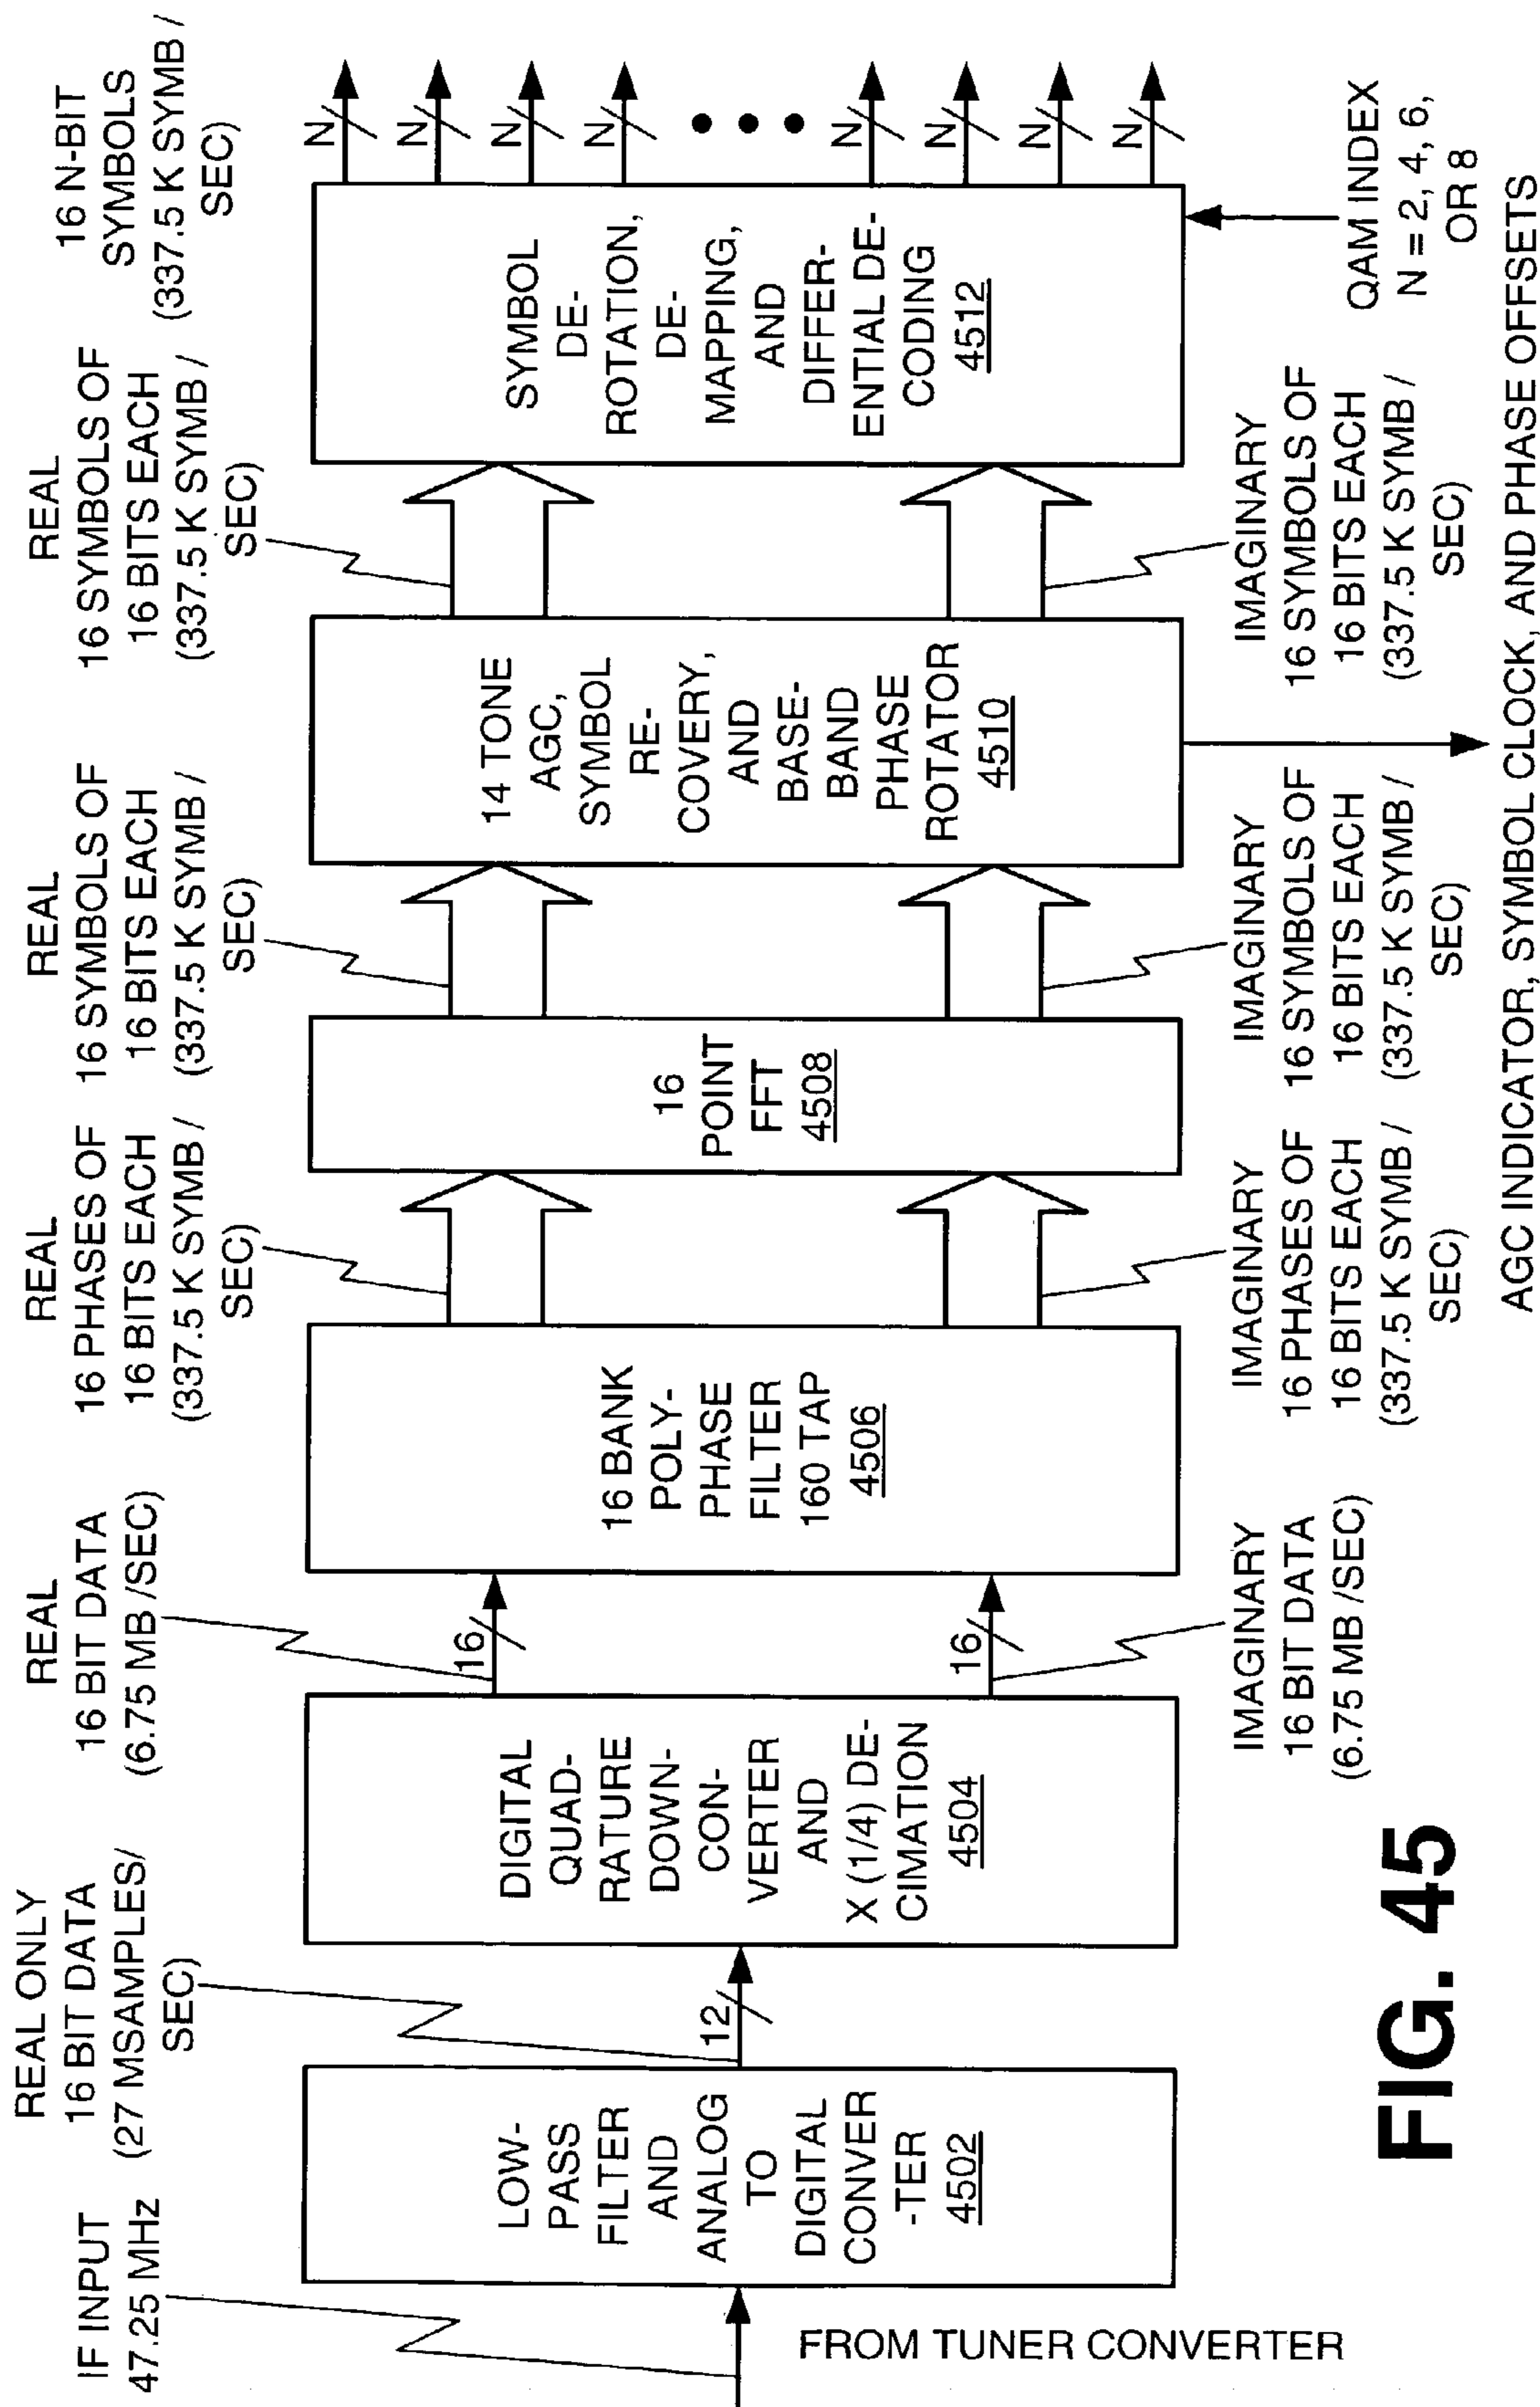 IF INPUT
47.25 MHz
FROM TUNER CONVERTER
LOW-
PASS
FILTER
AND
ANALOG
TO
DIGITAL
CONVER
-TER
4502
REAL ONLY
16 BIT DATA
(27 MSAMPLES/
SEC)
12
DIGITAL
QUAD-
RATURE
DOWN-
CON-
VERTER
AND
X (1/4) DE-
CIMATION
4504
REAL
16 BIT DATA
(6.75 MB /SEC)
16
16
IMAGINARY
16 BIT DATA
(6.75 MB /SEC)
16 BANK
POLY-
PHASE
FILTER
160 TAP
4506
REAL
16 PHASES OF
16 BITS EACH
(337.5 K SYMB /
SEC)
IMAGINARY
16 PHASES OF
16 BITS EACH
(337.5 K SYMB /
SEC)
16
POINT
FFT
4508
REAL
16 SYMBOLS OF
16 BITS EACH
(337.5 K SYMB /
SEC)
IMAGINARY
16 SYMBOLS OF
16 BITS EACH
(337.5 K SYMB /
SEC)
14 TONE
AGC,
SYMBOL
RE-
COVERY,
AND
BASE-
BAND
PHASE
ROTATOR
4510
AGC INDICATOR, SYMBOL CLOCK, AND PHASE OFFSETS
REAL
16 SYMBOLS OF
16 BITS EACH
(337.5 K SYMB /
SEC)
IMAGINARY
16 SYMBOLS OF
16 BITS EACH
(337.5 K SYMB /
SEC)
SYMBOL
DE-
ROTATION,
DE-
MAPPING,
AND
DIFFER-
ENTIAL DE-
CODING
4512
16 N-BIT
SYMBOLS
(337.5 K SYMB /
SEC)
N
N
N
N
N
N
N
N
QAM INDEX
N = 2, 4, 6,
OR 8
FIG. 45